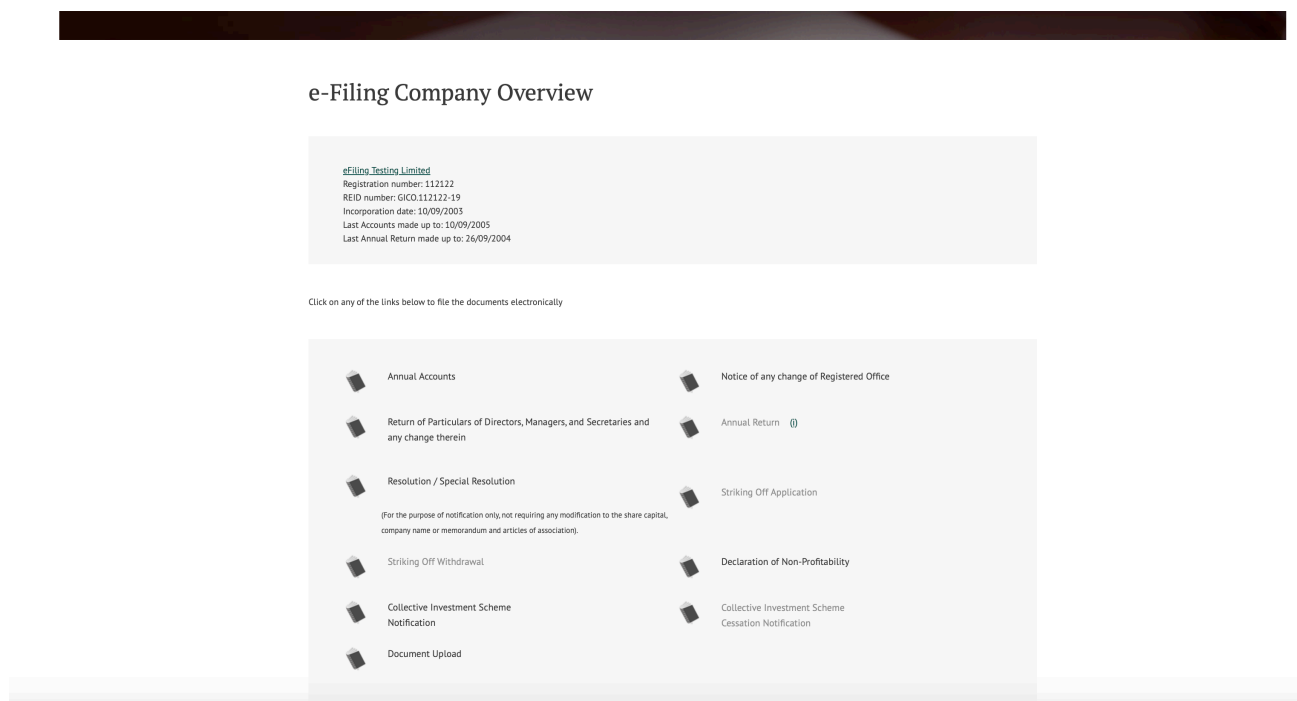 e-Filing Company Overview
eFiling Testing Limited
Registration number: 112122
REID number: GICO.112122-19
Incorporation date: 10/09/2003
Last Accounts made up to: 10/09/2005
Last Annual Return made up to: 26/09/2004
Click on any of the links below to file the documents electronically
Annual Accounts
Notice of any change of Registered Office
Return of Particulars of Directors, Managers, and Secretaries and
any change therein
Annual Return (i)
Resolution / Special Resolution
(For the purpose of notification only, not requiring any modification to the share capital,
company name or memorandum and articles of association).
Striking Off Application
Striking Off Withdrawal
Declaration of Non-Profitability
Collective Investment Scheme
Notification
Collective Investment Scheme
Cessation Notification
Document Upload